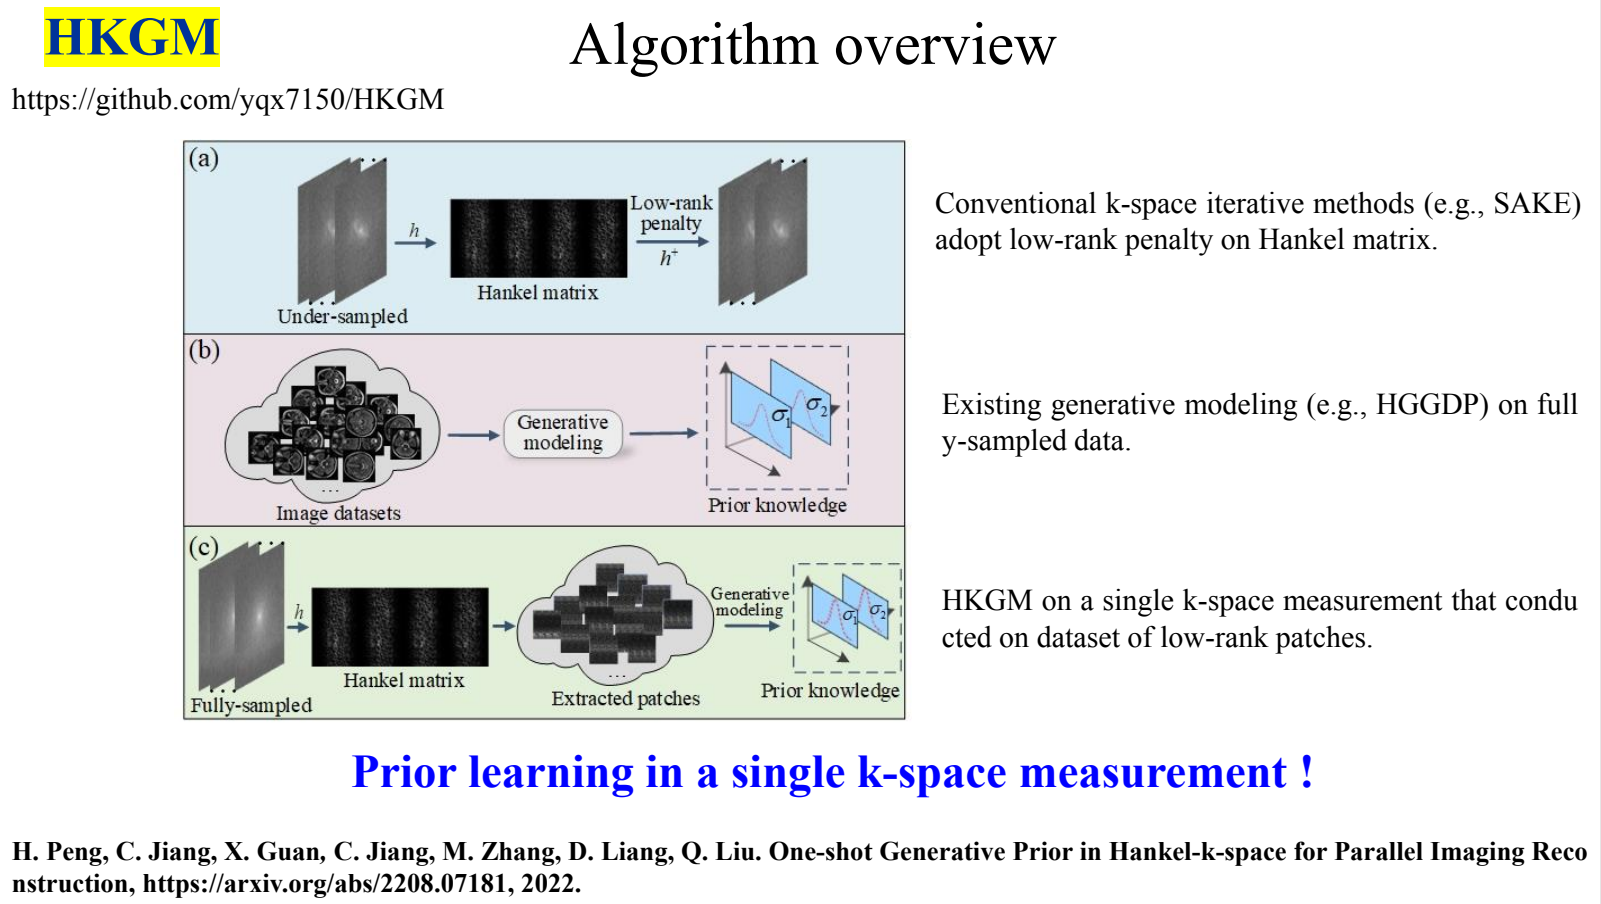 HKGM
Algorithm overview
https://github.com/yqx7150/HKGM
(a)
h
Low-rank
penalty
h⁺
Hankel matrix
Under-sampled
Conventional k-space iterative methods (e.g., SAKE)
adopt low-rank penalty on Hankel matrix.
(b)
Generative
modeling
σ₁
σ₂
...
Image datasets
Prior knowledge
Existing generative modeling (e.g., HGGDP) on full
y-sampled data.
(c)
h
Generative
modeling
σ₁
σ₂
Hankel matrix
...
Fully-sampled
Extracted patches
Prior knowledge
HKGM on a single k-space measurement that condu
cted on dataset of low-rank patches.
Prior learning in a single k-space measurement !
H. Peng, C. Jiang, X. Guan, C. Jiang, M. Zhang, D. Liang, Q. Liu. One-shot Generative Prior in Hankel-k-space for Parallel Imaging Reco
nstruction, https://arxiv.org/abs/2208.07181, 2022.